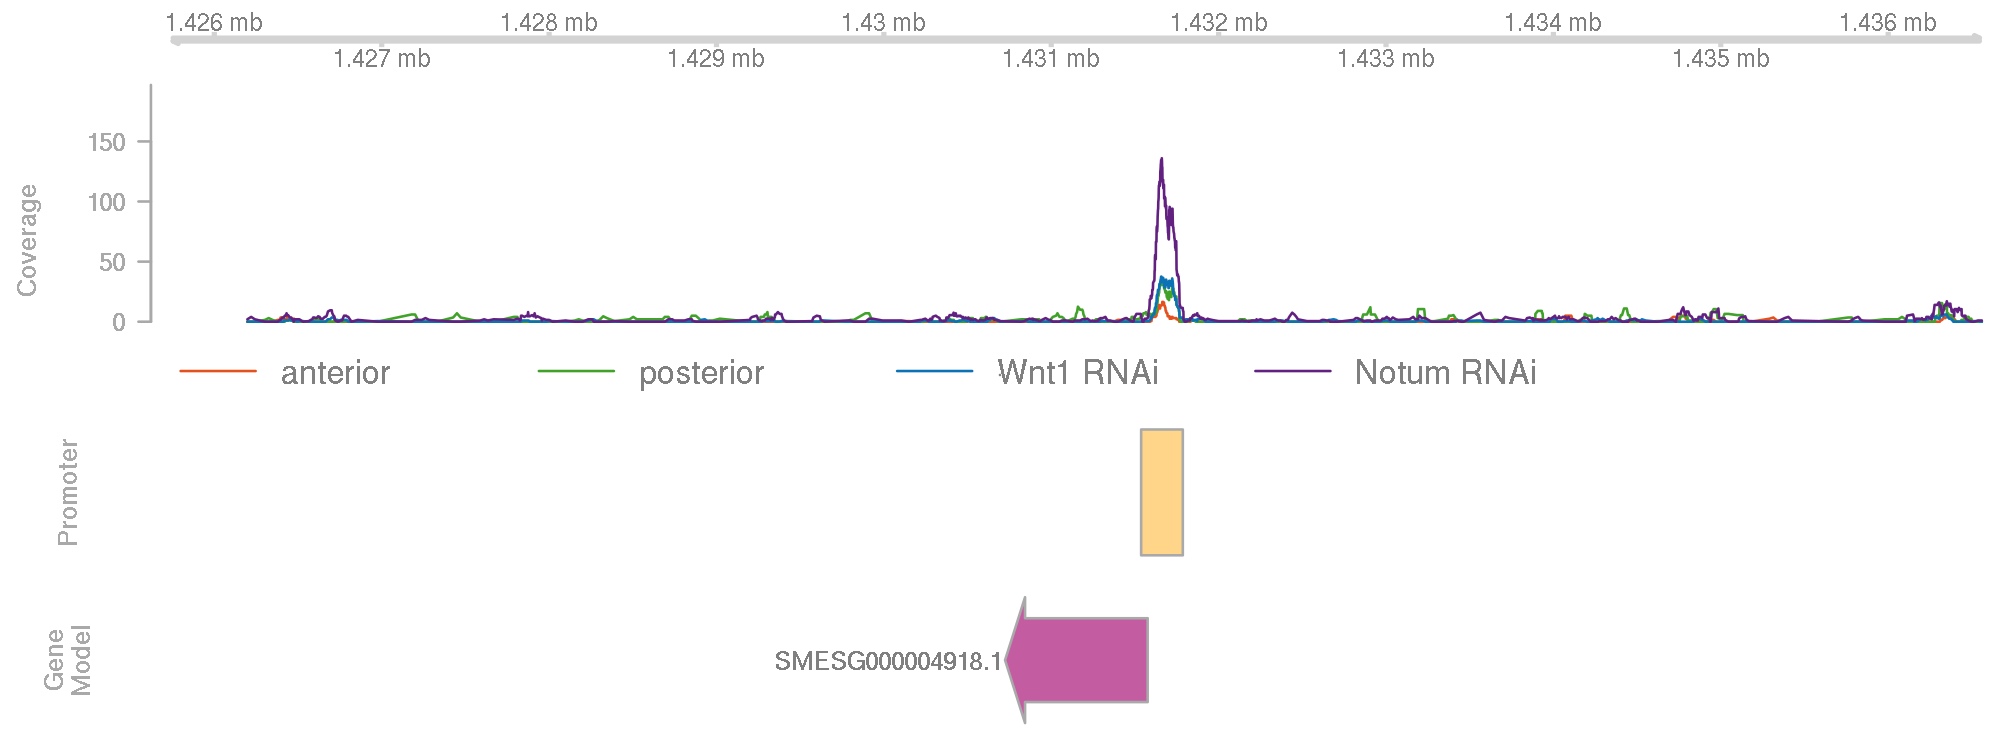 1.426 mb 1.428 mb 1.43 mb 1.432 mb 1.434 mb 1.436 mb
1.427 mb 1.429 mb 1.431 mb 1.433 mb 1.435 mb
Coverage
150
100
50
0
anterior posterior Wnt1 RNAi Notum RNAi
Promoter
Gene
Model
SMESG000004918.1